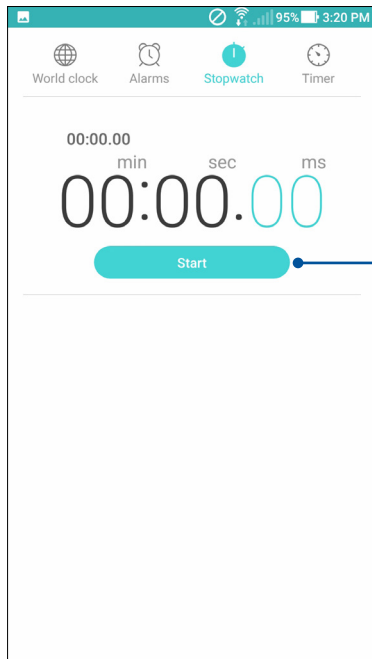 95% 3:20 PM
World clock Alarms Stopwatch Timer
00:00.00
min sec ms
00:00.00
Start